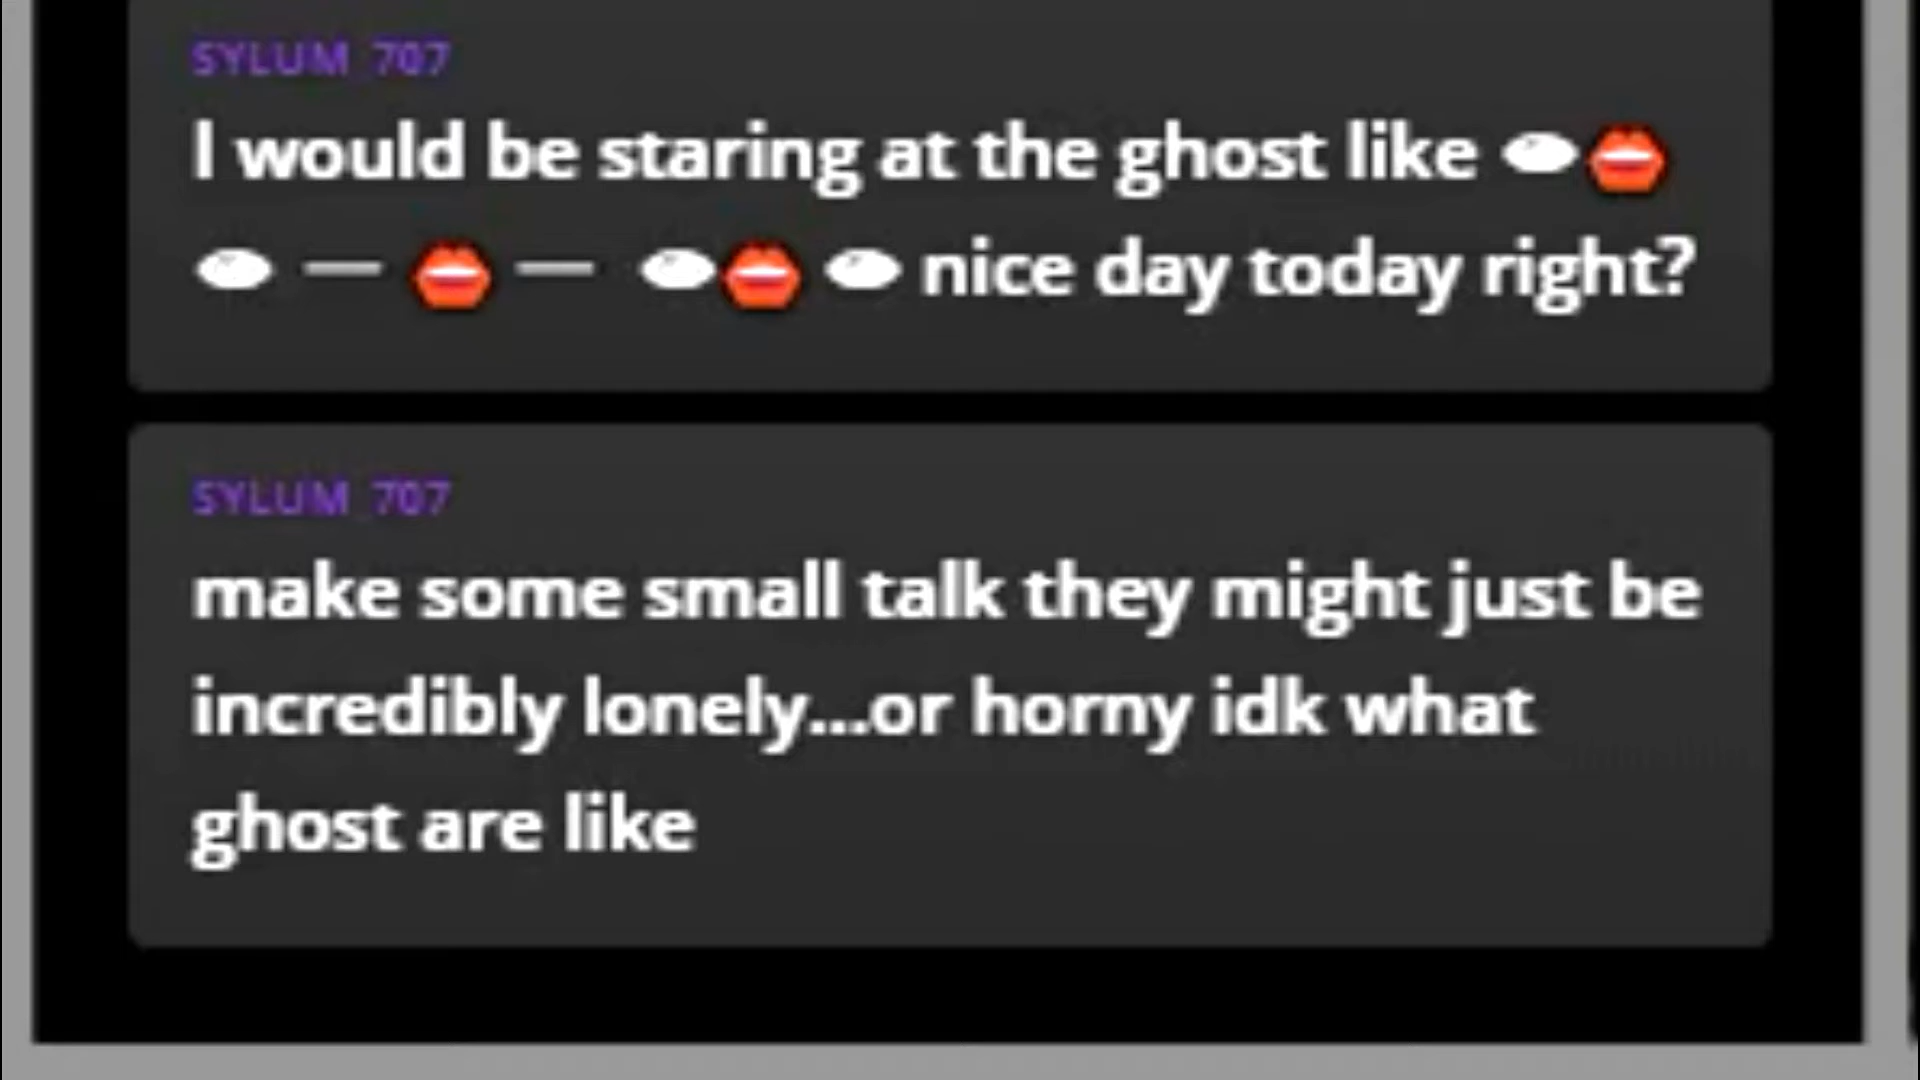 SYLUM_707
I would be staring at the ghost like 👁️👄
👁️ ➖ 👄 ➖ 👁️👄 👁️ nice day today right?
SYLUM_707
make some small talk they might just be
incredibly lonely...or horny idk what
ghost are like